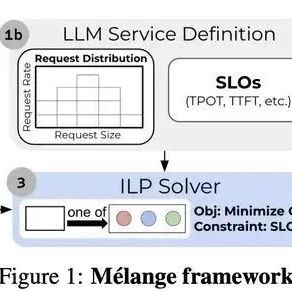 1b
LLM Service Definition
Request Distribution
Request Rate
Request Size
SLOs
(TPOT, TTFT, etc.)
3
ILP Solver
one of
Obj: Minimize
Constraint: SLO
Figure 1: Mélange framework